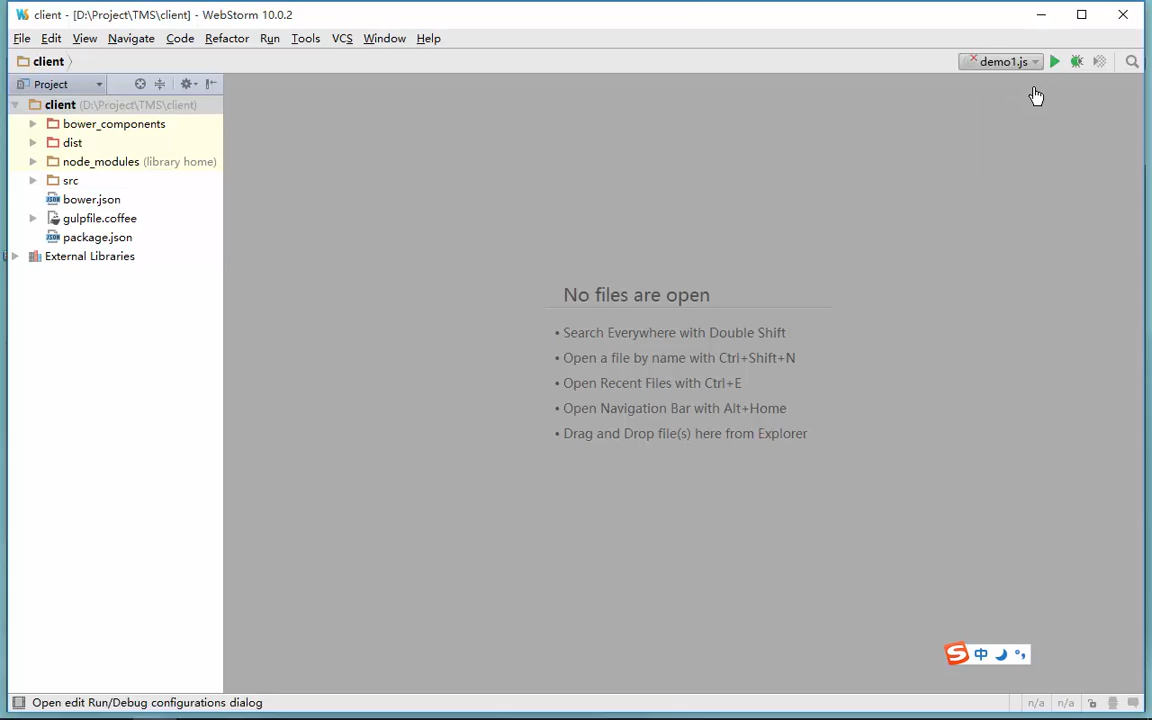 client - [D:\Project\TMS\client] - WebStorm 10.0.2
File Edit View Navigate Code Refactor Run Tools VCS Window Help
client
demo1.js
Project
client (D:\Project\TMS\client)
bower_components
dist
node_modules (library home)
src
bower.json
gulpfile.coffee
package.json
External Libraries
No files are open
• Search Everywhere with Double Shift
• Open a file by name with Ctrl+Shift+N
• Open Recent Files with Ctrl+E
• Open Navigation Bar with Alt+Home
• Drag and Drop file(s) here from Explorer
S 中
Open edit Run/Debug configurations dialog
n/a n/a